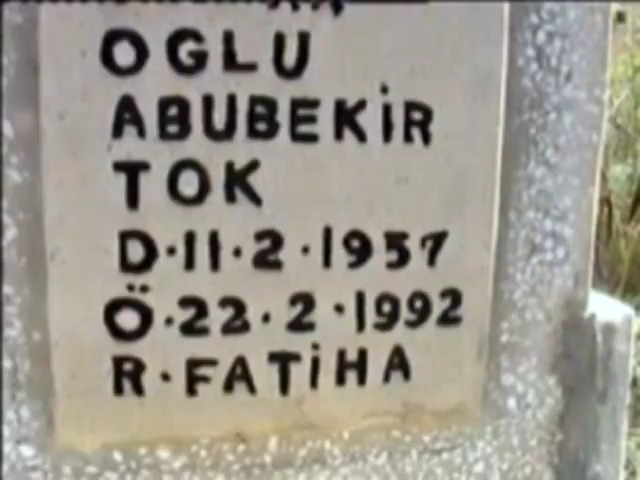 OGLU
ABUBEKİR
TOK
D·11·2·1957
Ö·22·2·1992
R·FATİHA